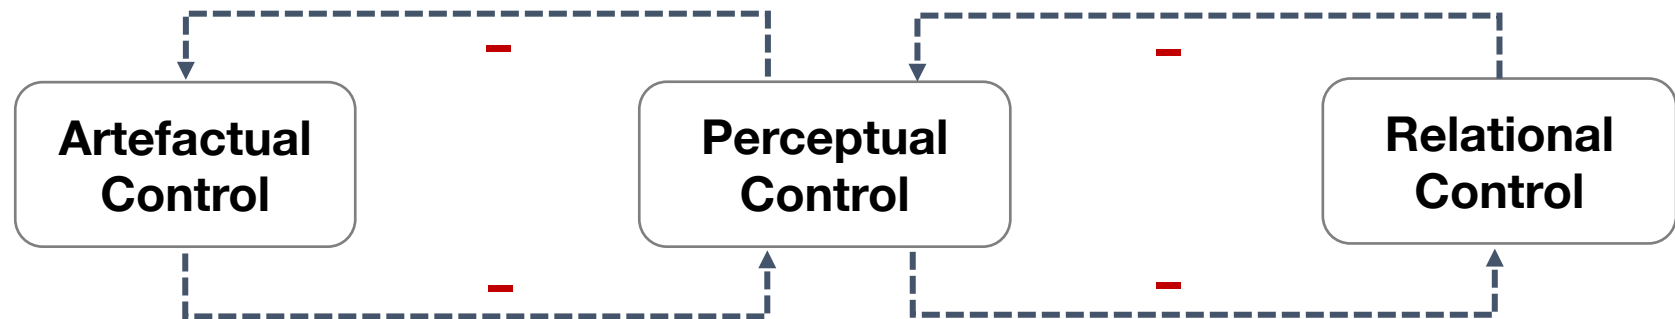 Artefactual
Control
Perceptual
Control
Relational
Control
–
–
–
–